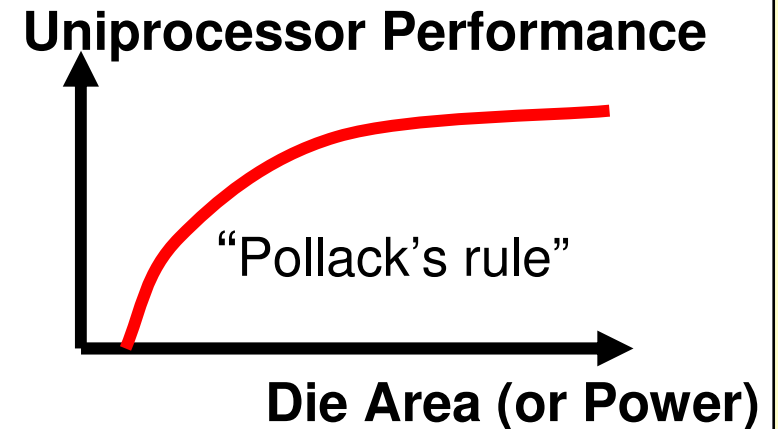 Uniprocessor Performance
“Pollack’s rule”
Die Area (or Power)